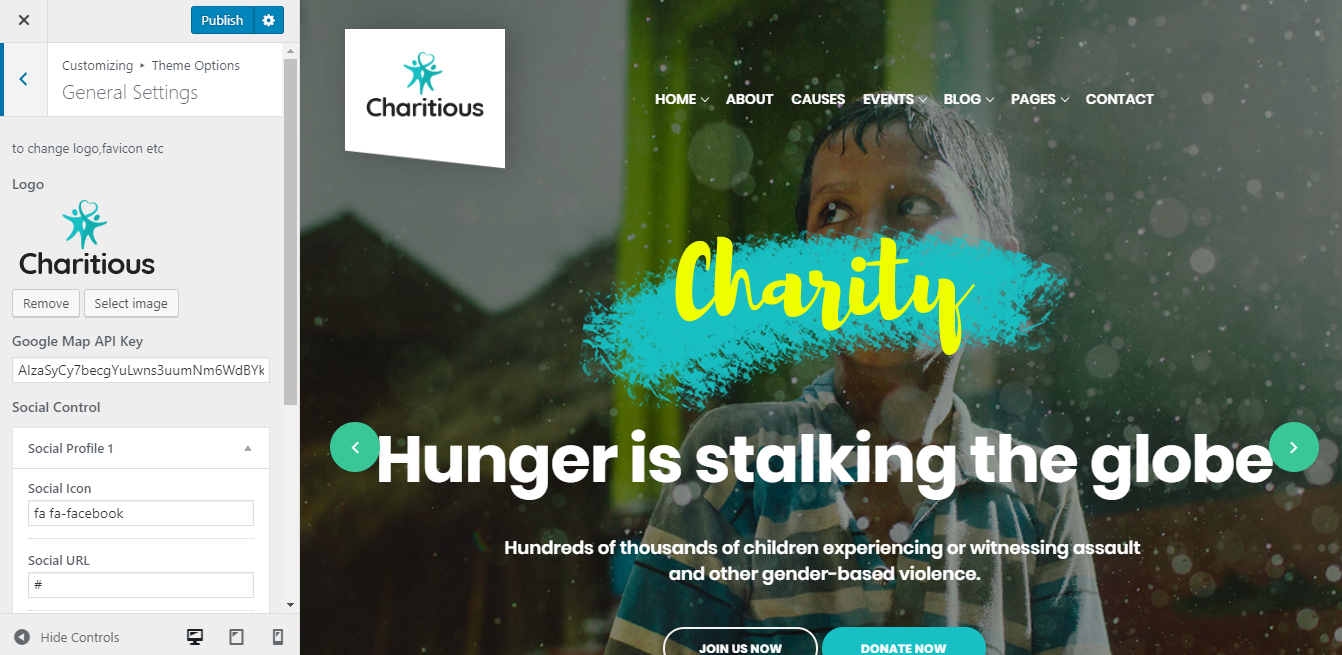 Publish
Customizing ▸ Theme Options
General Settings
to change logo,favicon etc
Logo
Charitious
Remove
Select image
Google Map API Key
AIzaSyCy7becgYuLwns3uumNm6WdBYk
Social Control
Social Profile 1
Social Icon
fa fa-facebook
Social URL
#
Hide Controls
Charitious
HOME
ABOUT
CAUSES
EVENTS
BLOG
PAGES
CONTACT
Charity
Hunger is stalking the globe
Hundreds of thousands of children experiencing or witnessing assault
and other gender-based violence.
JOIN US NOW
DONATE NOW